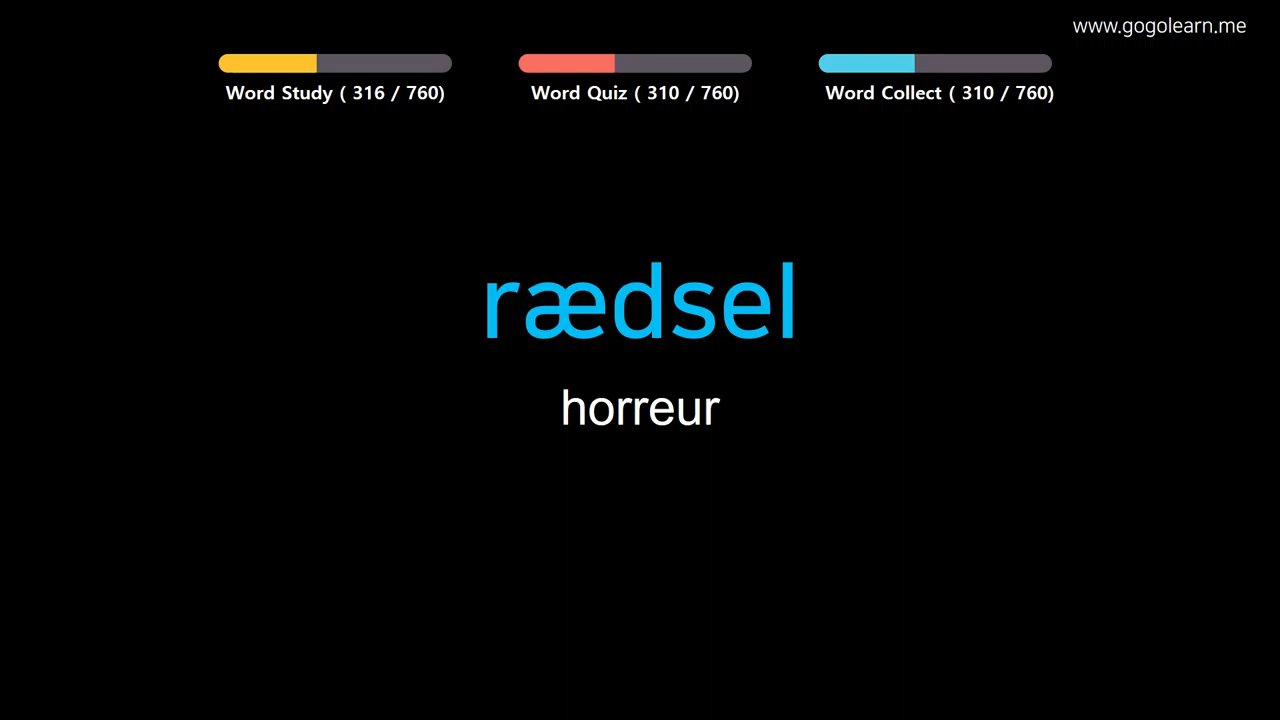 www.gogolearn.me
Word Study ( 316 / 760)
Word Quiz ( 310 / 760)
Word Collect ( 310 / 760)
rædsel
horreur